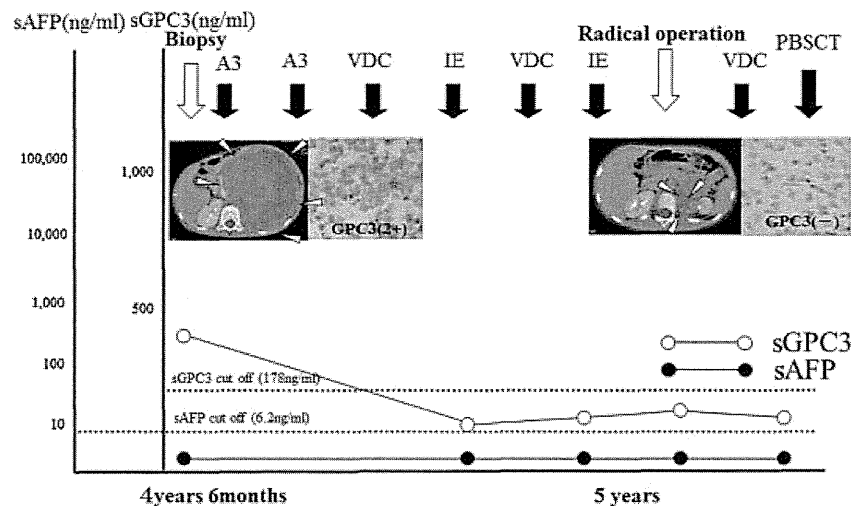 sAFP(ng/ml) sGPC3(ng/ml)
Biopsy
Radical operation
A3 A3 VDC IE VDC IE VDC PBSCT
100,000
1,000
10,000
GPC3(2+) GPC3(−)
1,000
500
100
sGPC3 cut off (178ng/ml)
sGPC3
sAFP
10
sAFP cut off (6.2ng/ml)
4years 6months 5 years